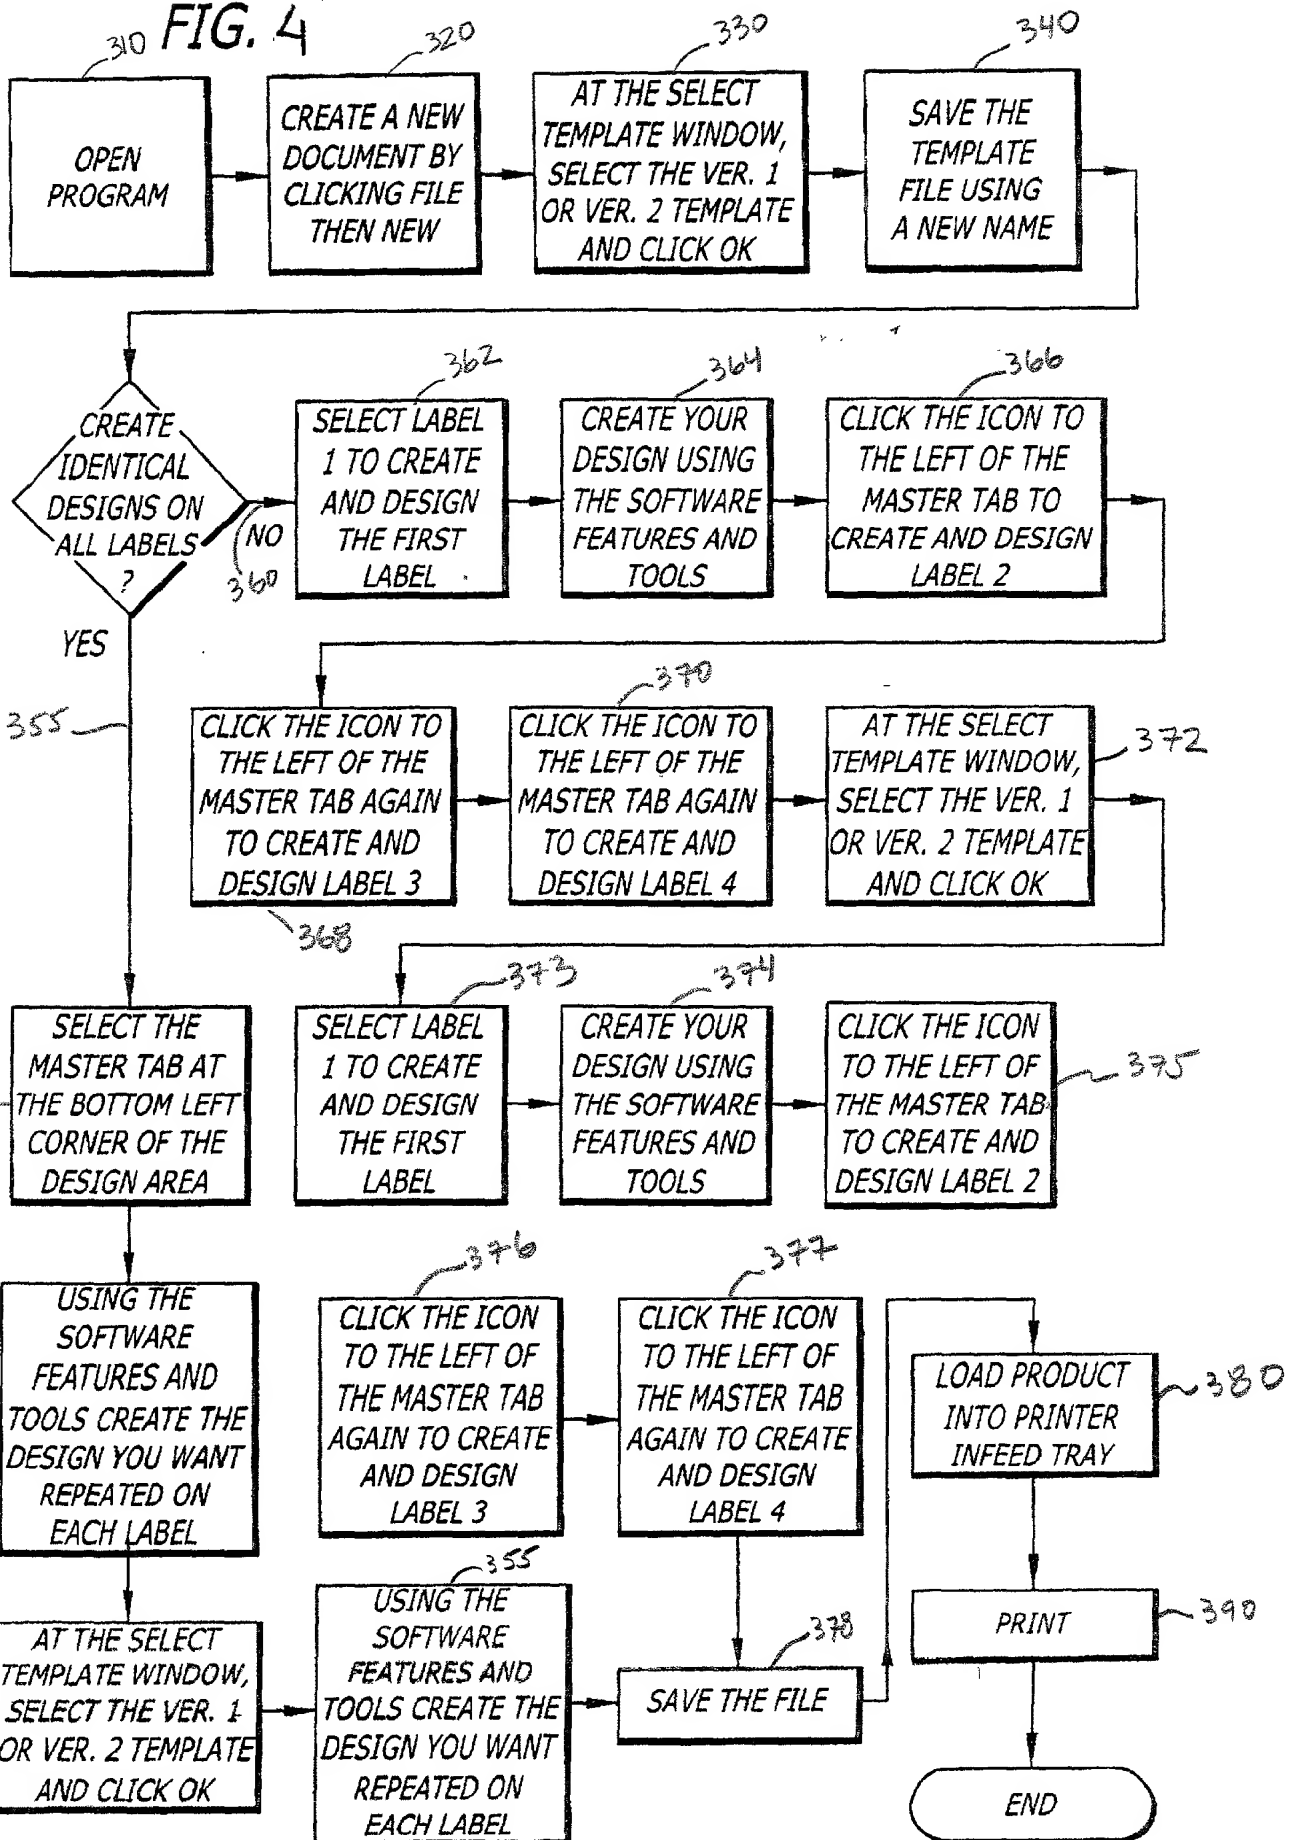 FIG. 4
310
OPEN
PROGRAM
320
CREATE A NEW
DOCUMENT BY
CLICKING FILE
THEN NEW
330
AT THE SELECT
TEMPLATE WINDOW,
SELECT THE VER. 1
OR VER. 2 TEMPLATE
AND CLICK OK
340
SAVE THE
TEMPLATE
FILE USING
A NEW NAME
CREATE
IDENTICAL
DESIGNS ON
ALL LABELS
?
NO
360
YES
355
362
SELECT LABEL
1 TO CREATE
AND DESIGN
THE FIRST
LABEL
364
CREATE YOUR
DESIGN USING
THE SOFTWARE
FEATURES AND
TOOLS
366
CLICK THE ICON TO
THE LEFT OF THE
MASTER TAB TO
CREATE AND DESIGN
LABEL 2
CLICK THE ICON TO
THE LEFT OF THE
MASTER TAB AGAIN
TO CREATE AND
DESIGN LABEL 3
368
370
CLICK THE ICON TO
THE LEFT OF THE
MASTER TAB AGAIN
TO CREATE AND
DESIGN LABEL 4
AT THE SELECT
TEMPLATE WINDOW,
SELECT THE VER. 1
OR VER. 2 TEMPLATE
AND CLICK OK
372
SELECT THE
MASTER TAB AT
THE BOTTOM LEFT
CORNER OF THE
DESIGN AREA
373
SELECT LABEL
1 TO CREATE
AND DESIGN
THE FIRST
LABEL
374
CREATE YOUR
DESIGN USING
THE SOFTWARE
FEATURES AND
TOOLS
CLICK THE ICON
TO THE LEFT OF
THE MASTER TAB
TO CREATE AND
DESIGN LABEL 2
375
USING THE
SOFTWARE
FEATURES AND
TOOLS CREATE THE
DESIGN YOU WANT
REPEATED ON
EACH LABEL
376
CLICK THE ICON
TO THE LEFT OF
THE MASTER TAB
AGAIN TO CREATE
AND DESIGN
LABEL 3
377
CLICK THE ICON
TO THE LEFT OF
THE MASTER TAB
AGAIN TO CREATE
AND DESIGN
LABEL 4
LOAD PRODUCT
INTO PRINTER
INFEED TRAY
380
AT THE SELECT
TEMPLATE WINDOW,
SELECT THE VER. 1
OR VER. 2 TEMPLATE
AND CLICK OK
355
USING THE
SOFTWARE
FEATURES AND
TOOLS CREATE THE
DESIGN YOU WANT
REPEATED ON
EACH LABEL
378
SAVE THE FILE
PRINT
390
END